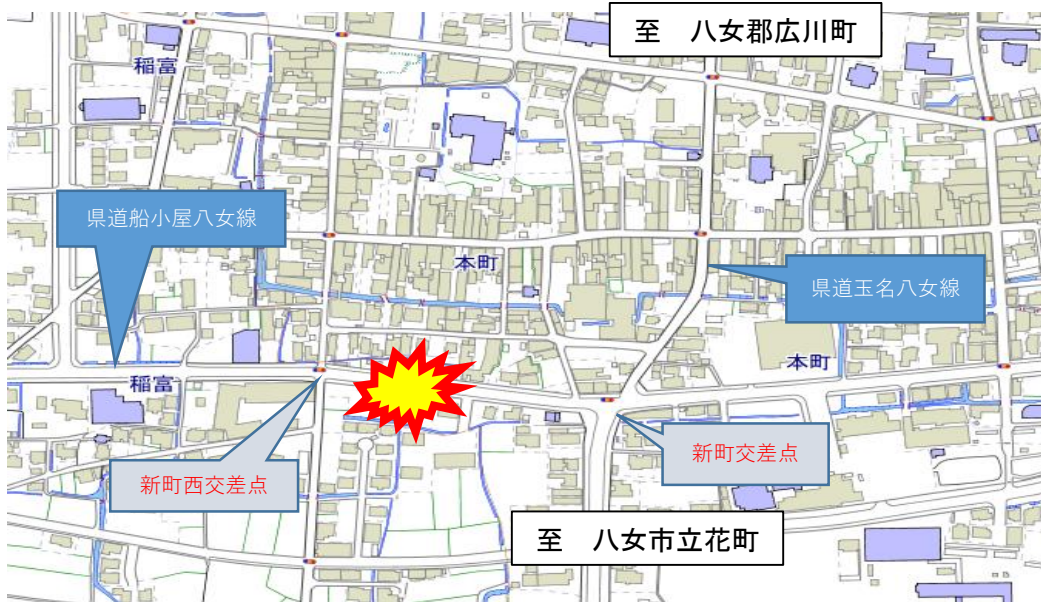 至 八女郡広川町
稲富
県道船小屋八女線
本町
県道玉名八女線
本町
稲富
新町西交差点
新町交差点
至 八女市立花町